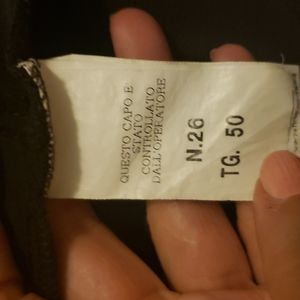 QUESTO CAPO E
STATO
CONTROLLATO
DALL'OPERATORE
N.26
TG. 50